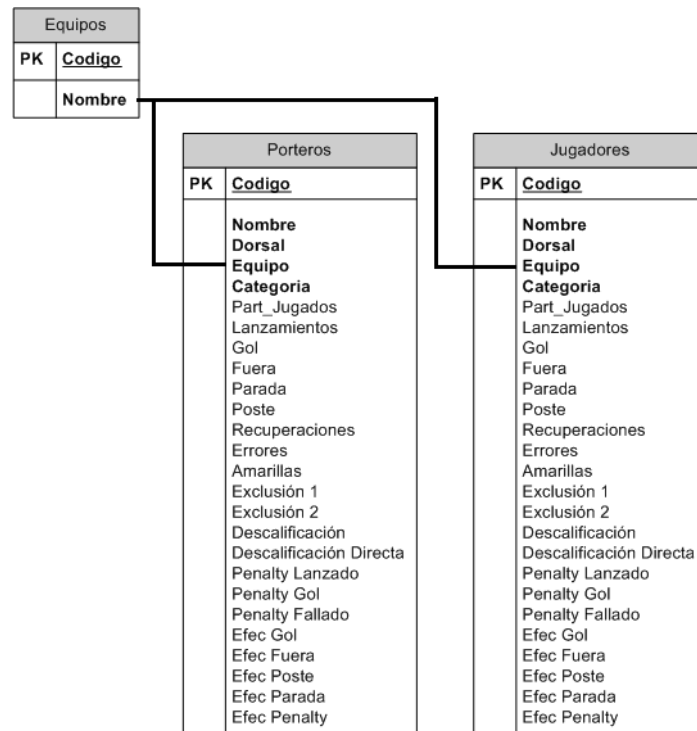 Equipos
PK Codigo
Nombre
Porteros
PK Codigo
Nombre
Dorsal
Equipo
Categoria
Part_Jugados
Lanzamientos
Gol
Fuera
Parada
Poste
Recuperaciones
Errores
Amarillas
Exclusión 1
Exclusión 2
Descalificación
Descalificación Directa
Penalty Lanzado
Penalty Gol
Penalty Fallado
Efec Gol
Efec Fuera
Efec Poste
Efec Parada
Efec Penalty
Jugadores
PK Codigo
Nombre
Dorsal
Equipo
Categoria
Part_Jugados
Lanzamientos
Gol
Fuera
Parada
Poste
Recuperaciones
Errores
Amarillas
Exclusión 1
Exclusión 2
Descalificación
Descalificación Directa
Penalty Lanzado
Penalty Gol
Penalty Fallado
Efec Gol
Efec Fuera
Efec Poste
Efec Parada
Efec Penalty